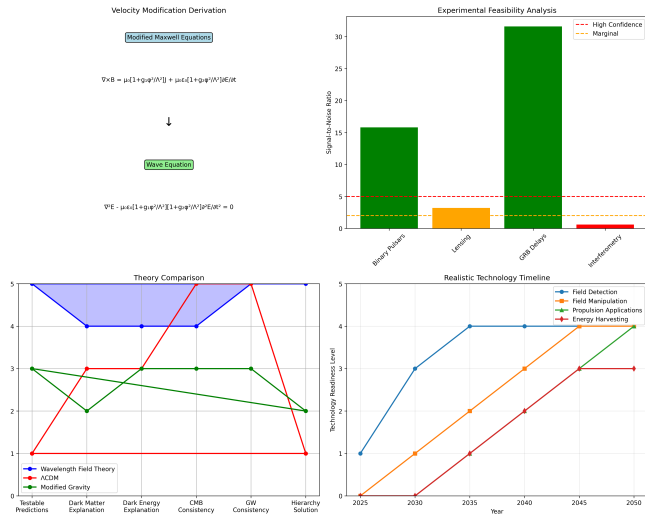 Velocity Modification Derivation
Modified Maxwell Equations
∇×B = μ₀[1+g₁φ²/Λ²]J + μ₀ε₀[1+g₂φ²/Λ²]∂E/∂t
↓
Wave Equation
∇²E - μ₀ε₀[1+g₁φ²/Λ²][1+g₂φ²/Λ²]∂²E/∂t² = 0
Experimental Feasibility Analysis
High Confidence
Marginal
Signal-to-Noise Ratio
30
25
20
15
10
5
0
Binary Pulsars
Lensing
GRB Delays
Interferometry
Theory Comparison
5
4
3
2
1
0
Wavelength Field Theory
ΛCDM
Modified Gravity
Testable
Predictions
Dark Matter
Explanation
Dark Energy
Explanation
CMB
Consistency
GW
Consistency
Hierarchy
Solution
Realistic Technology Timeline
Field Detection
Field Manipulation
Propulsion Applications
Energy Harvesting
Technology Readiness Level
5
4
3
2
1
0
2025
2030
2035
2040
2045
2050
Year